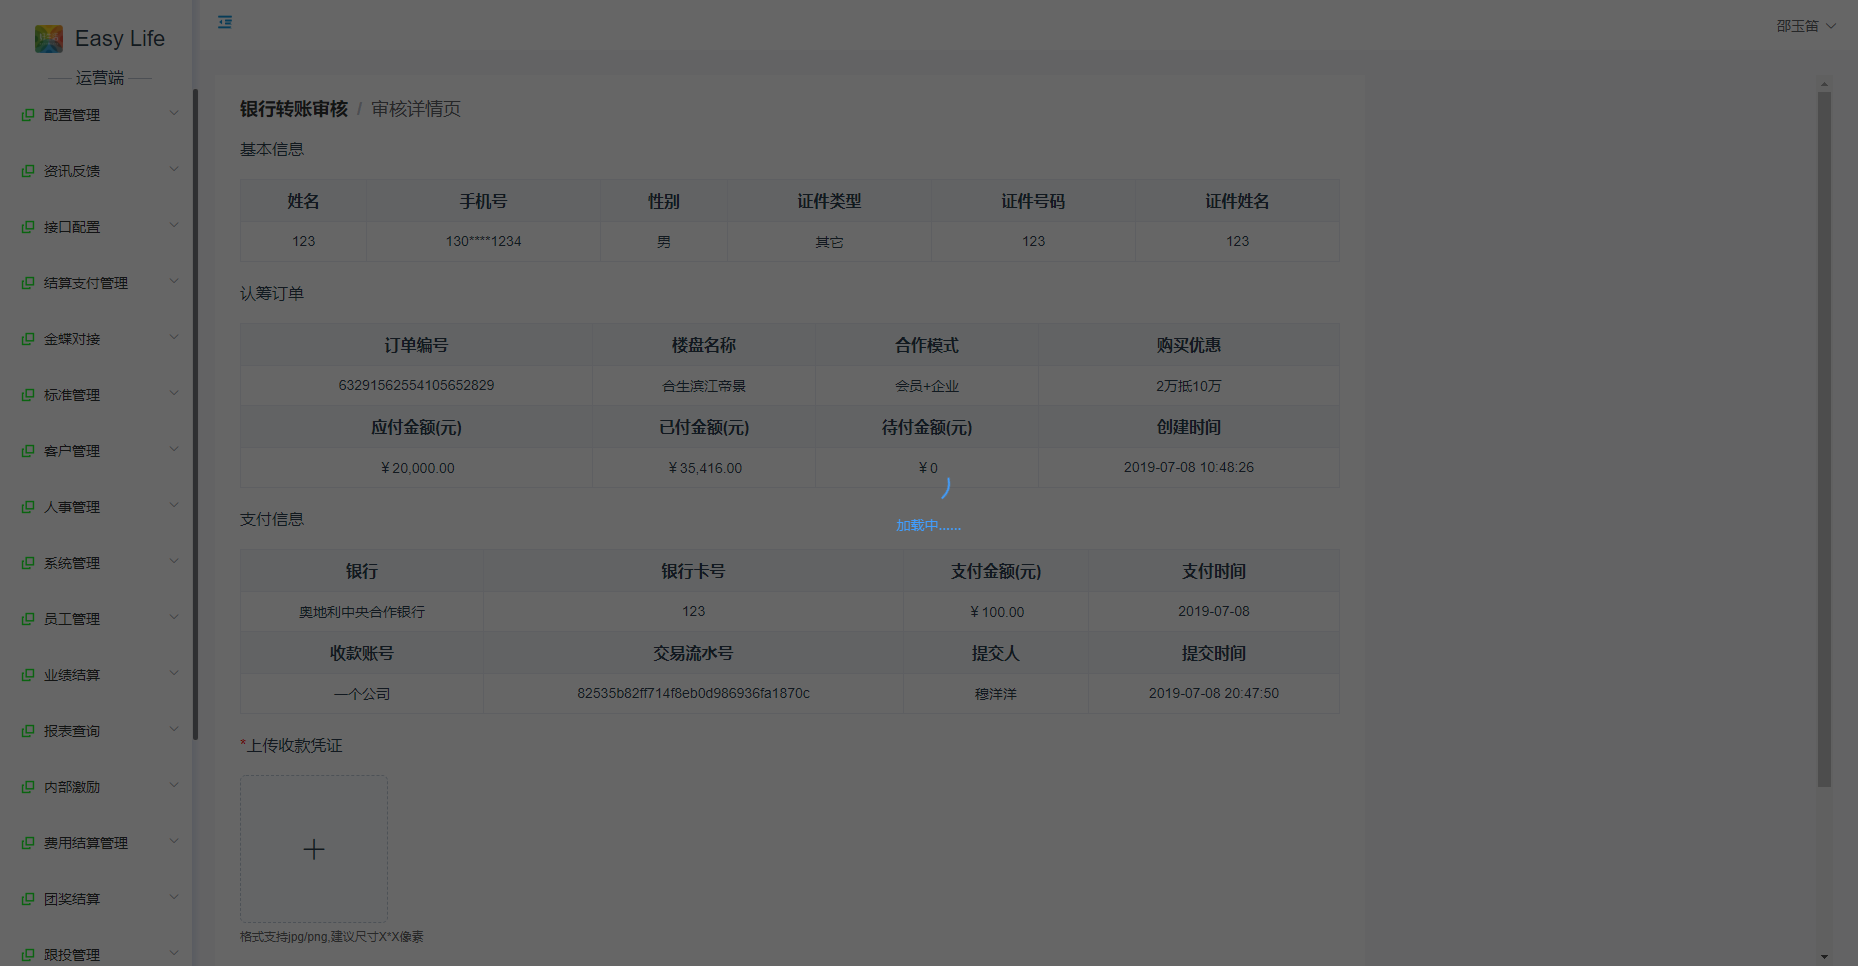 Easy Life
运营端
配置管理
资讯反馈
接口配置
结算支付管理
金蝶对接
标准管理
客户管理
人事管理
系统管理
员工管理
业绩结算
报表查询
内部激励
费用结算管理
团奖结算
跟投管理
邵玉笛
银行转账审核 / 审核详情页
基本信息
姓名 手机号 性别 证件类型 证件号码 证件姓名
123 130****1234 男 其它 123 123
认筹订单
订单编号 楼盘名称 合作模式 购买优惠
63291562554105652829 合生滨江帝景 会员+企业 2万抵10万
应付金额(元) 已付金额(元) 待付金额(元) 创建时间
¥20,000.00 ¥35,416.00 ¥0 2019-07-08 10:48:26
加载中......
支付信息
银行 银行卡号 支付金额(元) 支付时间
奥地利中央合作银行 123 ¥100.00 2019-07-08
收款账号 交易流水号 提交人 提交时间
一个公司 82535b82ff714f8eb0d986936fa1870c 穆洋洋 2019-07-08 20:47:50
*上传收款凭证
格式支持jpg/png,建议尺寸X*X像素